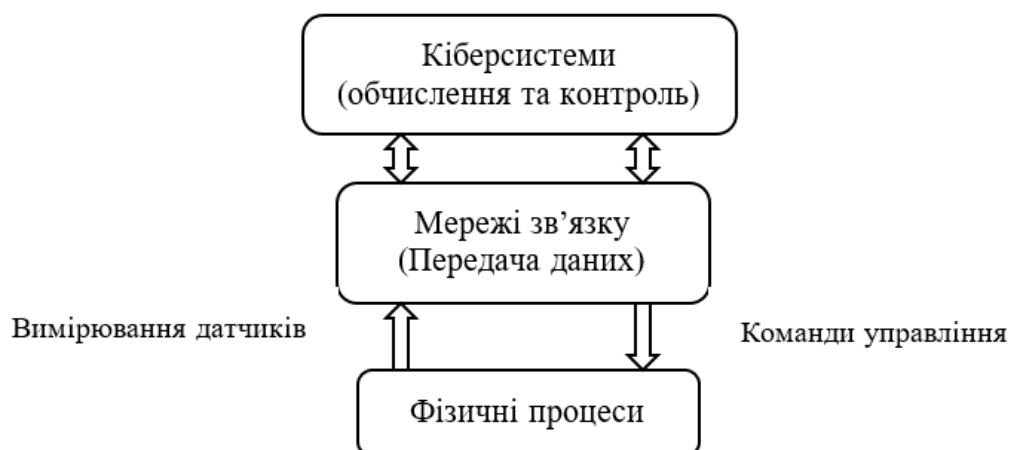 Кіберсистеми
(обчислення та контроль)
Мережі зв’язку
(Передача даних)
Вимірювання датчиків
Команди управління
Фізичні процеси